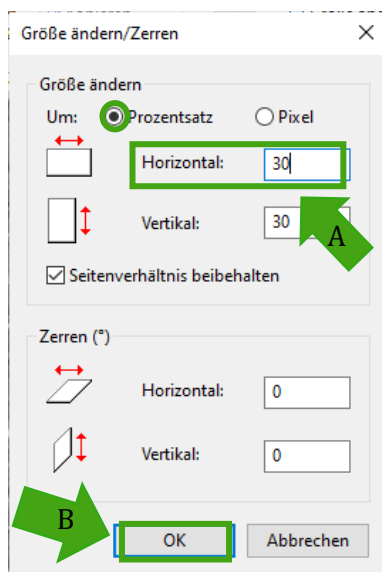 Größe ändern/Zerren
Größe ändern
Um: Prozentsatz Pixel
Horizontal: 30
Vertikal: 30
A
Seitenverhältnis beibehalten
Zerren (°)
Horizontal: 0
Vertikal: 0
B
OK Abbrechen